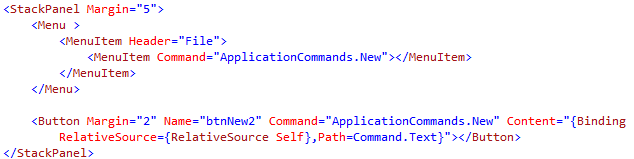 <StackPanel Margin="5">
    <Menu >
        <MenuItem Header="File">
            <MenuItem Command="ApplicationCommands.New"></MenuItem>
        </MenuItem>
    </Menu>

    <Button Margin="2" Name="btnNew2" Command="ApplicationCommands.New" Content="{Binding
        RelativeSource={RelativeSource Self},Path=Command.Text}"></Button>
</StackPanel>